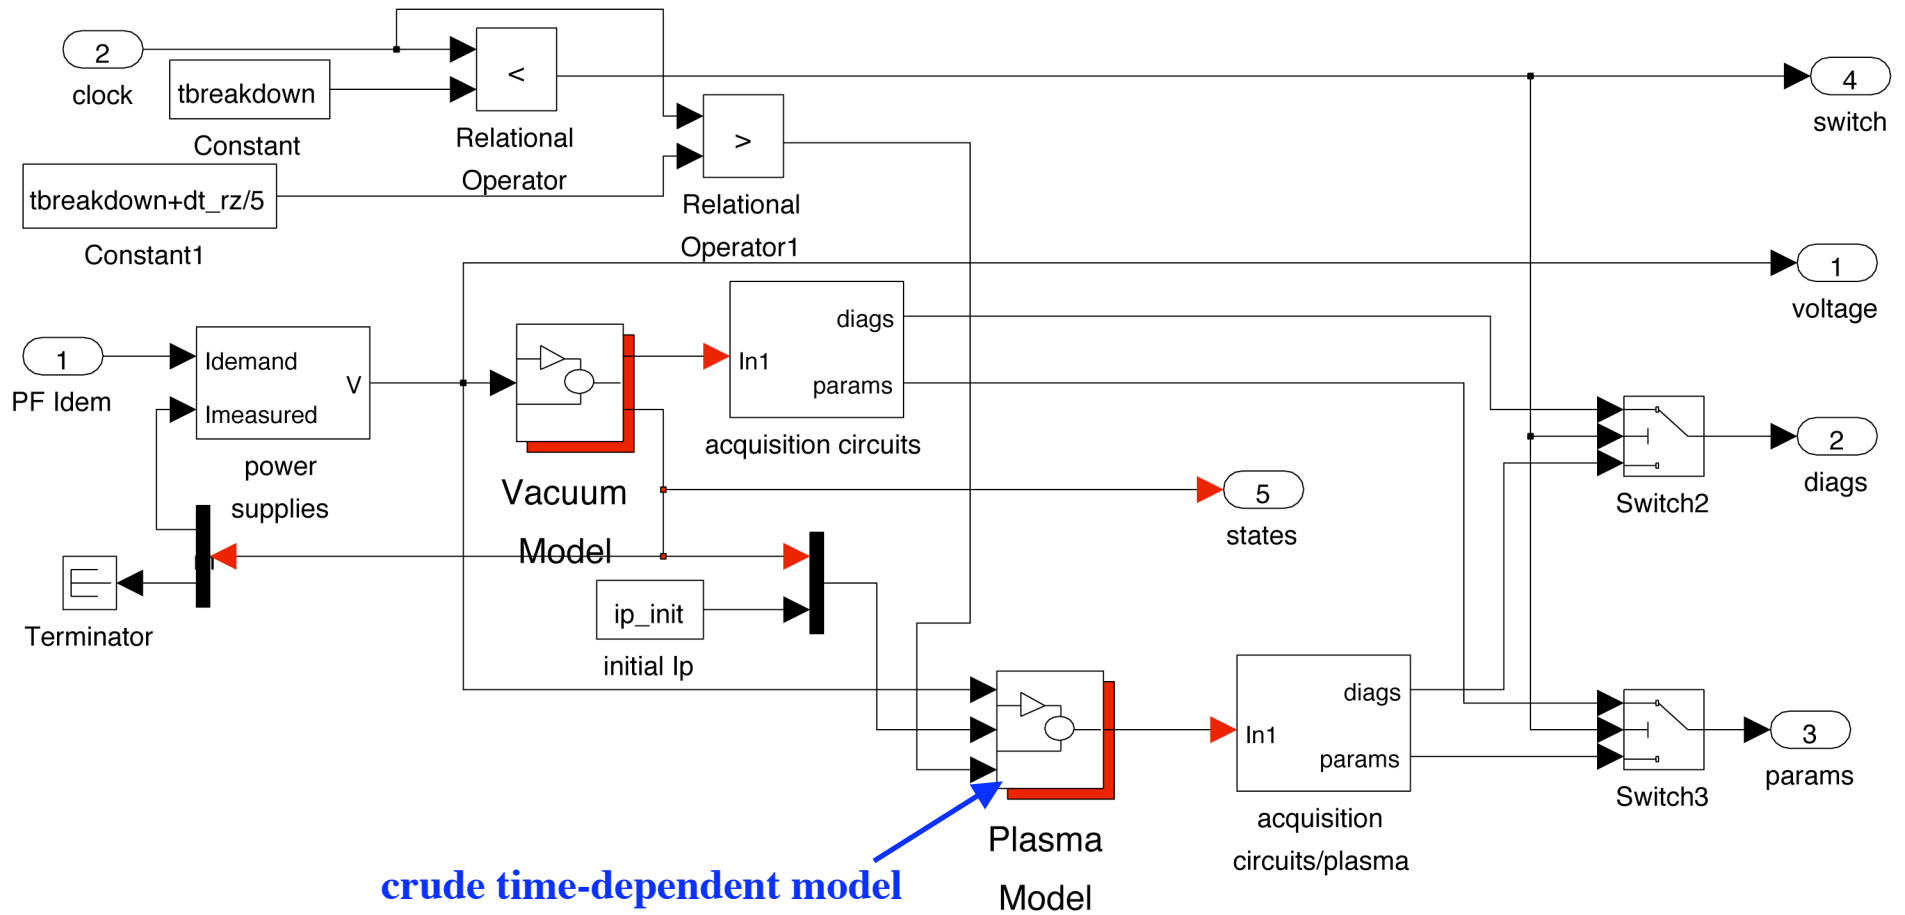 2
clock
tbreakdown
Constant
<
Relational
Operator
tbreakdown+dt_rz/5
Constant1
>
Relational
Operator1
4
switch
1
voltage
1
PF Idem
Idemand
Imeasured
V
power
supplies
Vacuum
Model
In1
diags
params
acquisition circuits
Switch2
2
diags
5
states
Terminator
ip_init
initial Ip
Plasma
Model
In1
diags
params
acquisition
circuits/plasma
Switch3
3
params
crude time-dependent model